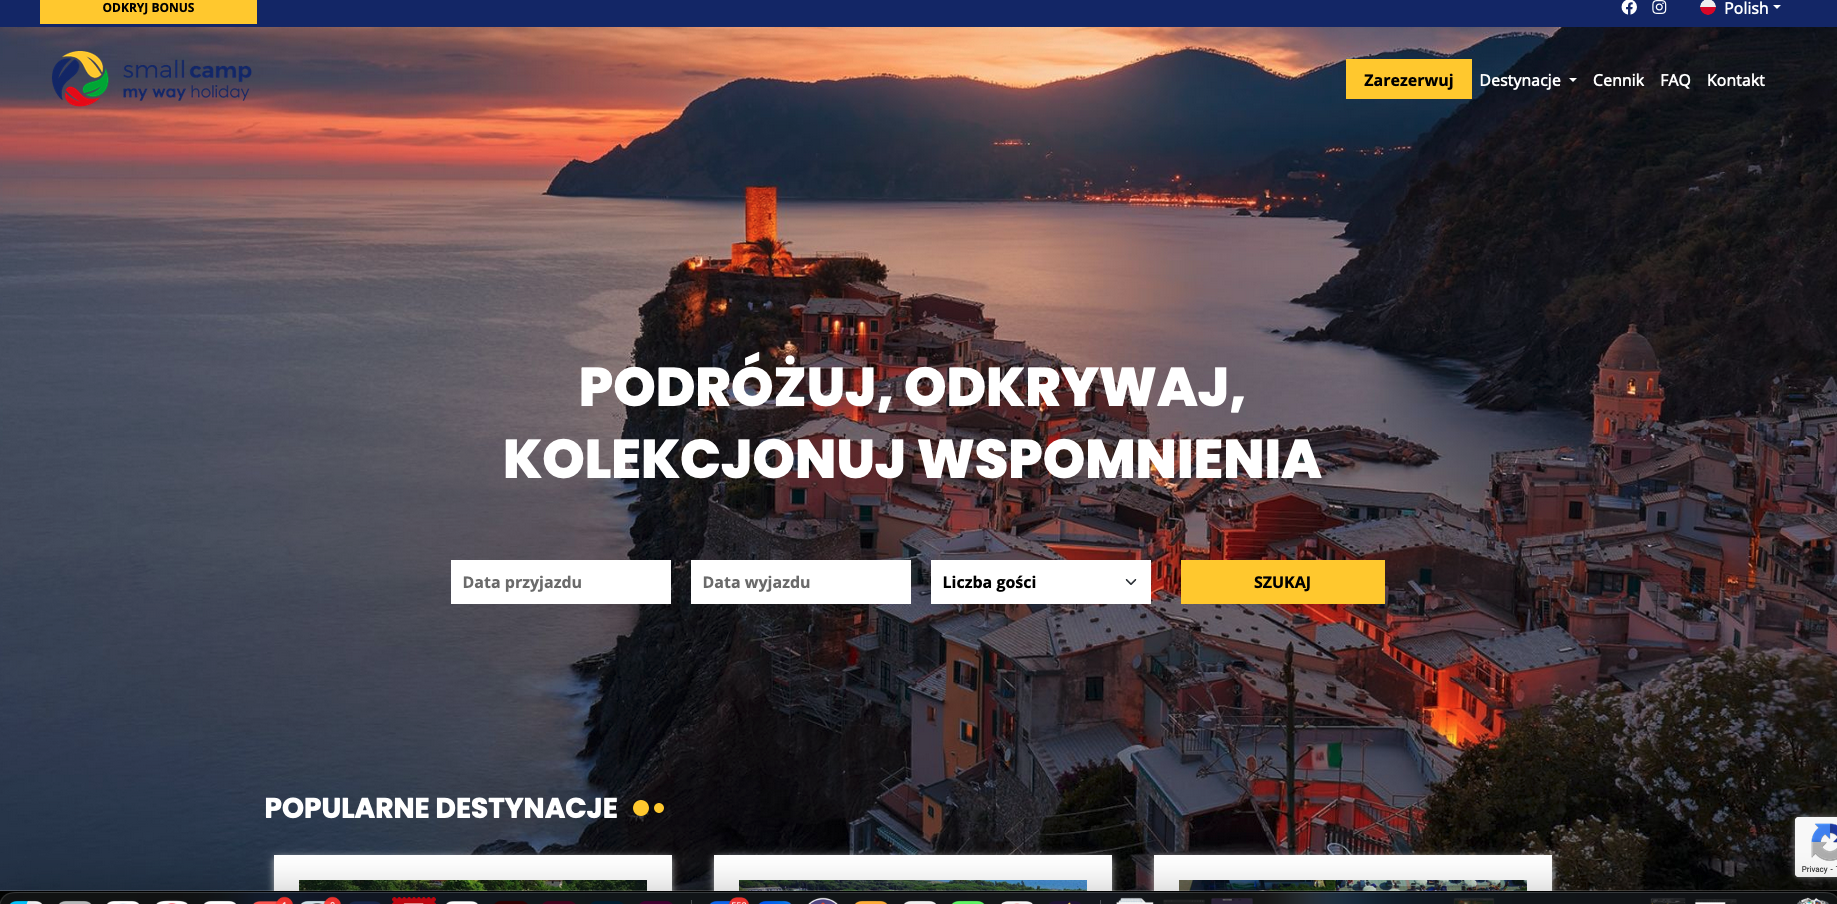 ODKRYJ BONUS
Polish
small camp
my way holiday
Zarezerwuj
Destynacje
Cennik
FAQ
Kontakt
PODRÓŻUJ, ODKRYWAJ,
KOLEKCJONUJ WSPOMNIENIA
Data przyjazdu
Data wyjazdu
Liczba gości
SZUKAJ
POPULARNE DESTYNACJE
Privacy -